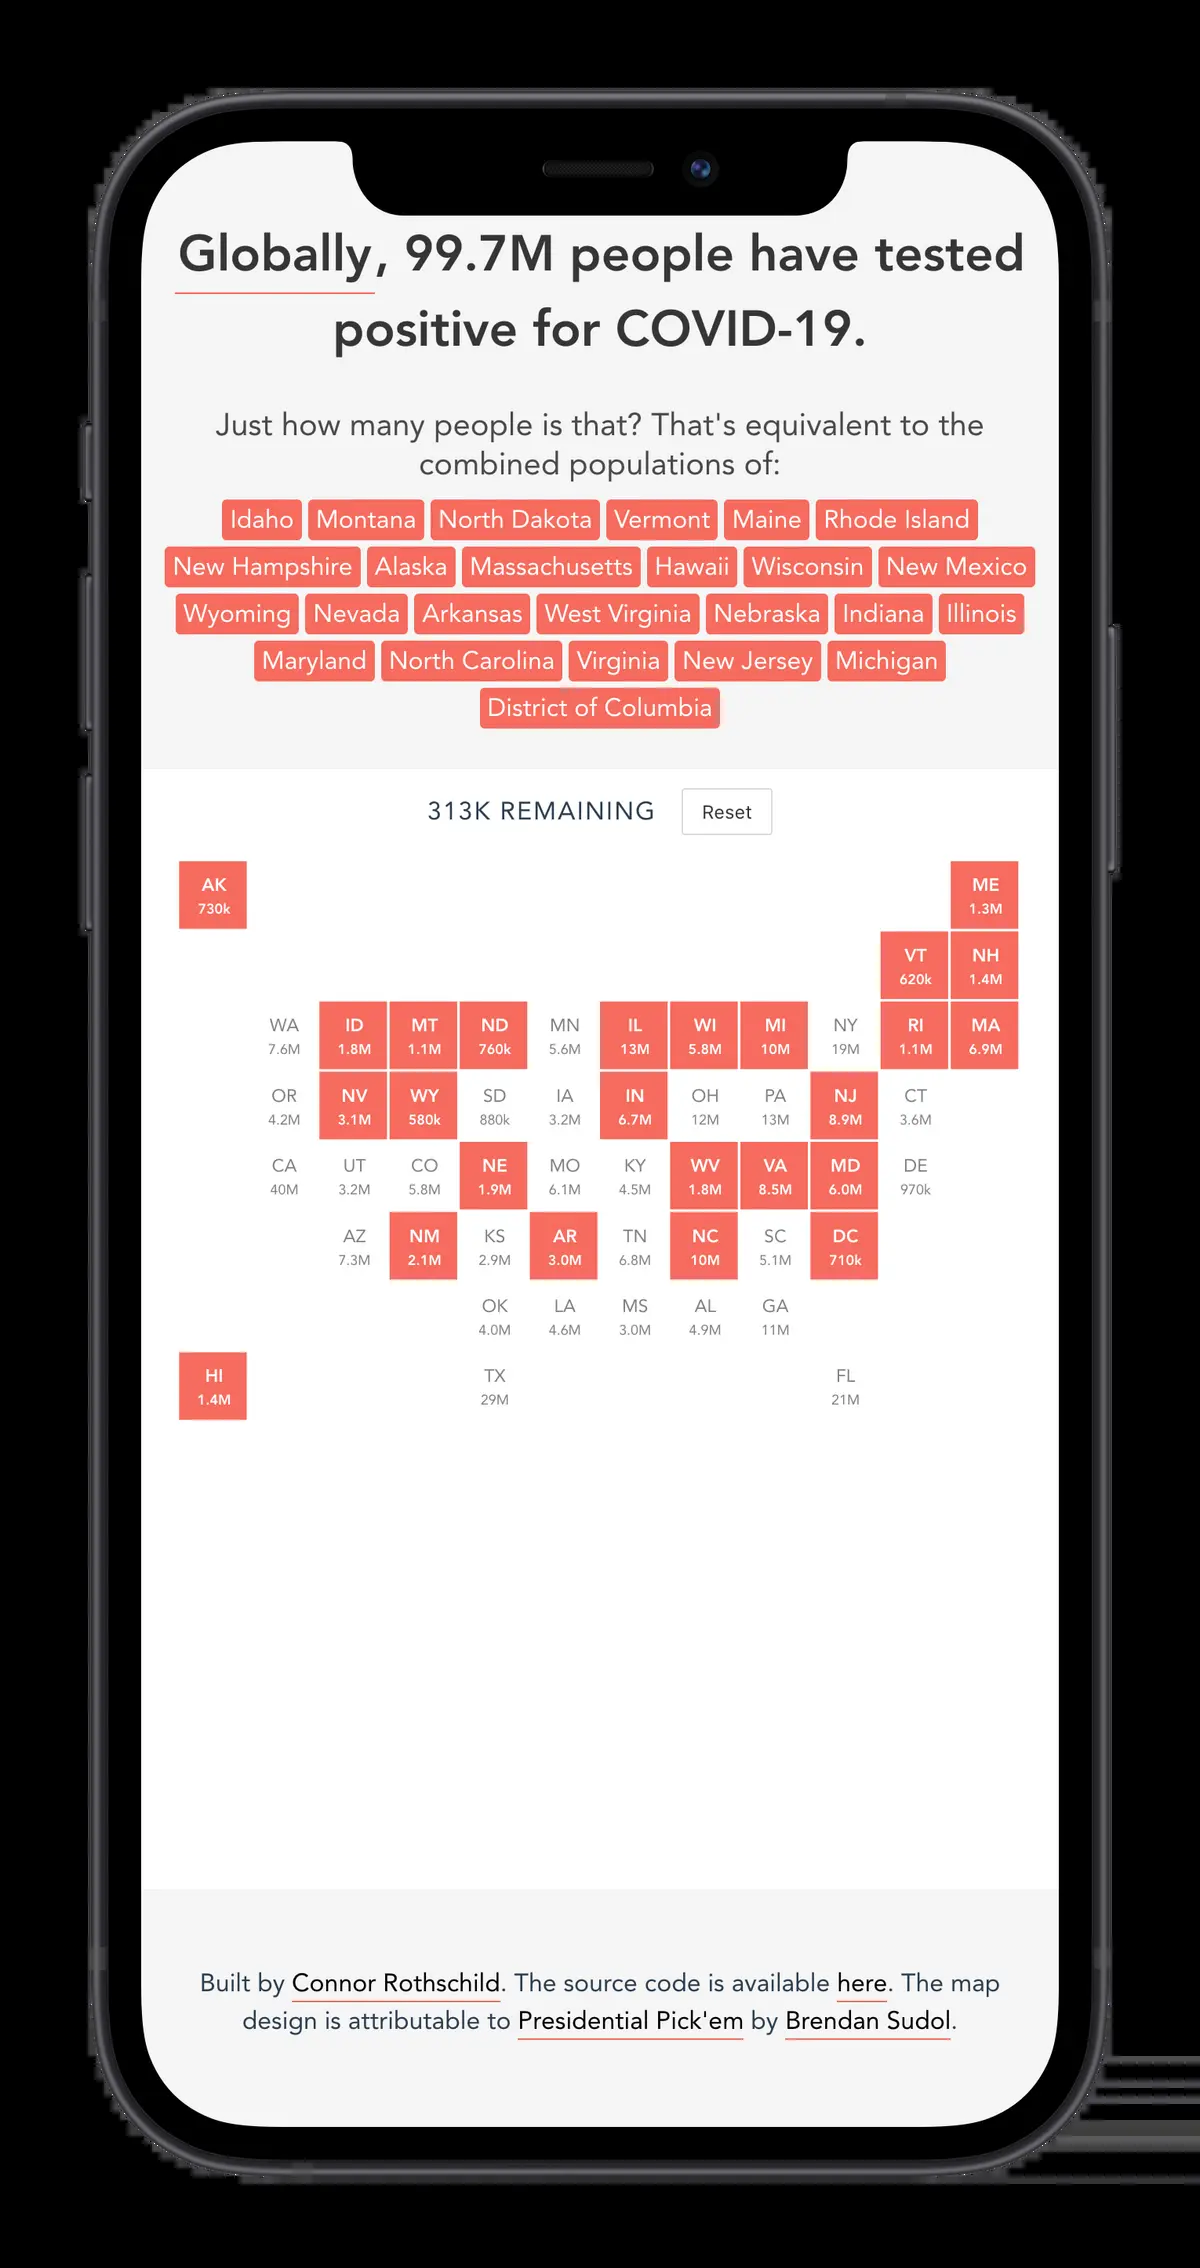 Globally, 99.7M people have tested
positive for COVID-19.
Just how many people is that? That's equivalent to the
combined populations of:
Idaho Montana North Dakota Vermont Maine Rhode Island
New Hampshire Alaska Massachusetts Hawaii Wisconsin New Mexico
Wyoming Nevada Arkansas West Virginia Nebraska Indiana Illinois
Maryland North Carolina Virginia New Jersey Michigan
District of Columbia
313K REMAINING Reset
AK ME
730k 1.3M
VT NH
620k 1.4M
WA ID MT ND MN IL WI MI NY RI MA
7.6M 1.8M 1.1M 760k 5.6M 13M 5.8M 10M 19M 1.1M 6.9M
OR NV WY SD IA IN OH PA NJ CT
4.2M 3.1M 580k 880k 3.2M 6.7M 12M 13M 8.9M 3.6M
CA UT CO NE MO KY WV VA MD DE
40M 3.2M 5.8M 1.9M 6.1M 4.5M 1.8M 8.5M 6.0M 970k
AZ NM KS AR TN NC SC DC
7.3M 2.1M 2.9M 3.0M 6.8M 10M 5.1M 710k
OK LA MS AL GA
4.0M 4.6M 3.0M 4.9M 11M
HI TX FL
1.4M 29M 21M
Built by Connor Rothschild. The source code is available here. The map
design is attributable to Presidential Pick'em by Brendan Sudol.